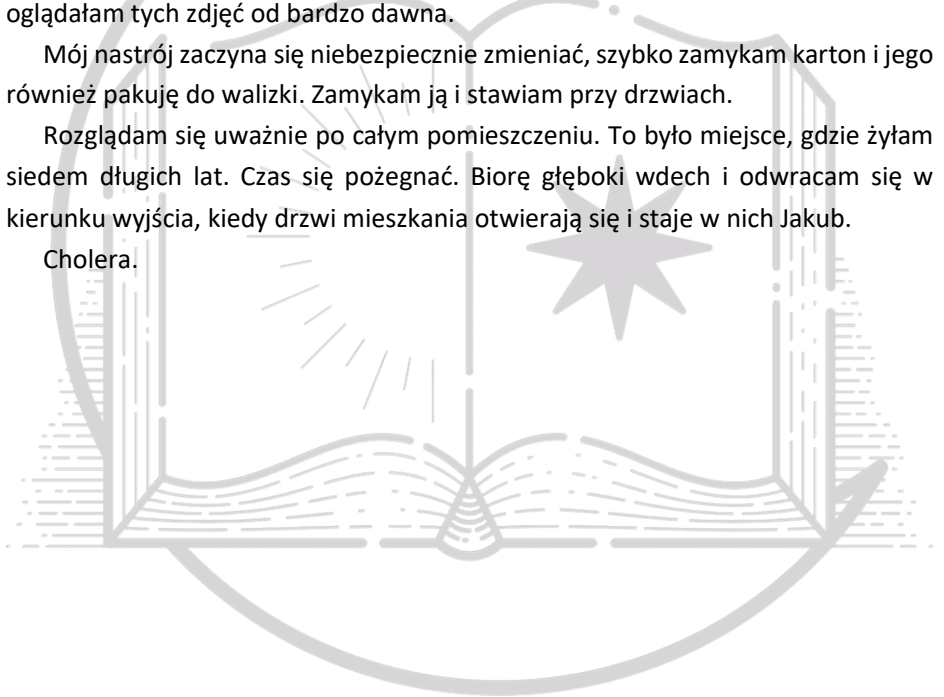 oglądałam tych zdjęć od bardzo dawna.
Mój nastrój zaczyna się niebezpiecznie zmieniać, szybko zamykam karton i jego
również pakuję do walizki. Zamykam ją i stawiam przy drzwiach.
Rozglądam się uważnie po całym pomieszczeniu. To było miejsce, gdzie żyłam
siedem długich lat. Czas się pożegnać. Biorę głęboki wdech i odwracam się w
kierunku wyjścia, kiedy drzwi mieszkania otwierają się i staje w nich Jakub.
Cholera.